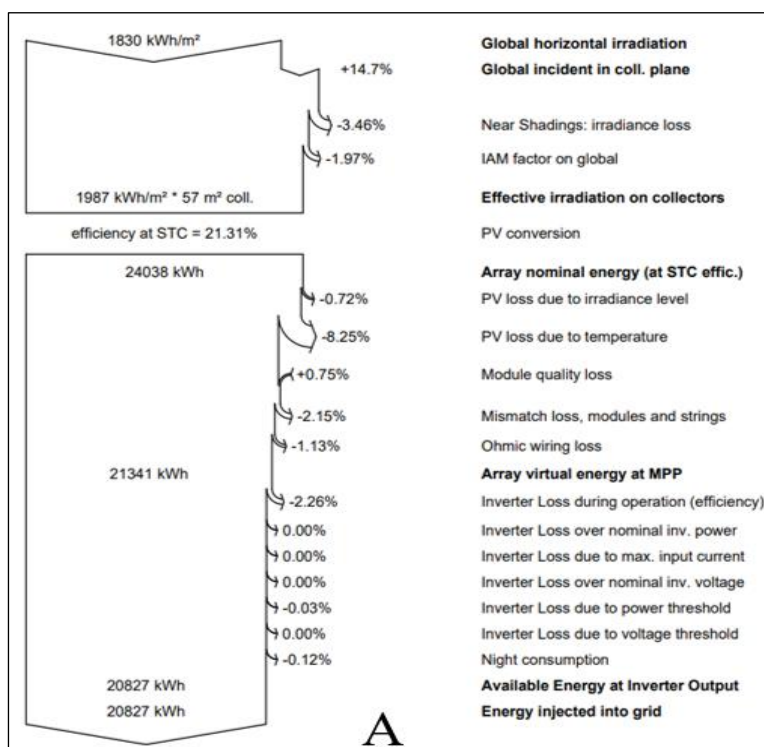 1830 kWh/m² Global horizontal irradiation
+14.7% Global incident in coll. plane
-3.46% Near Shadings: irradiance loss
-1.97% IAM factor on global
1987 kWh/m² * 57 m² coll. Effective irradiation on collectors
efficiency at STC = 21.31% PV conversion
24038 kWh Array nominal energy (at STC effic.)
-0.72% PV loss due to irradiance level
-8.25% PV loss due to temperature
+0.75% Module quality loss
-2.15% Mismatch loss, modules and strings
-1.13% Ohmic wiring loss
21341 kWh Array virtual energy at MPP
-2.26% Inverter Loss during operation (efficiency)
0.00% Inverter Loss over nominal inv. power
0.00% Inverter Loss due to max. input current
0.00% Inverter Loss over nominal inv. voltage
-0.03% Inverter Loss due to power threshold
0.00% Inverter Loss due to voltage threshold
-0.12% Night consumption
20827 kWh Available Energy at Inverter Output
20827 kWh Energy injected into grid
A